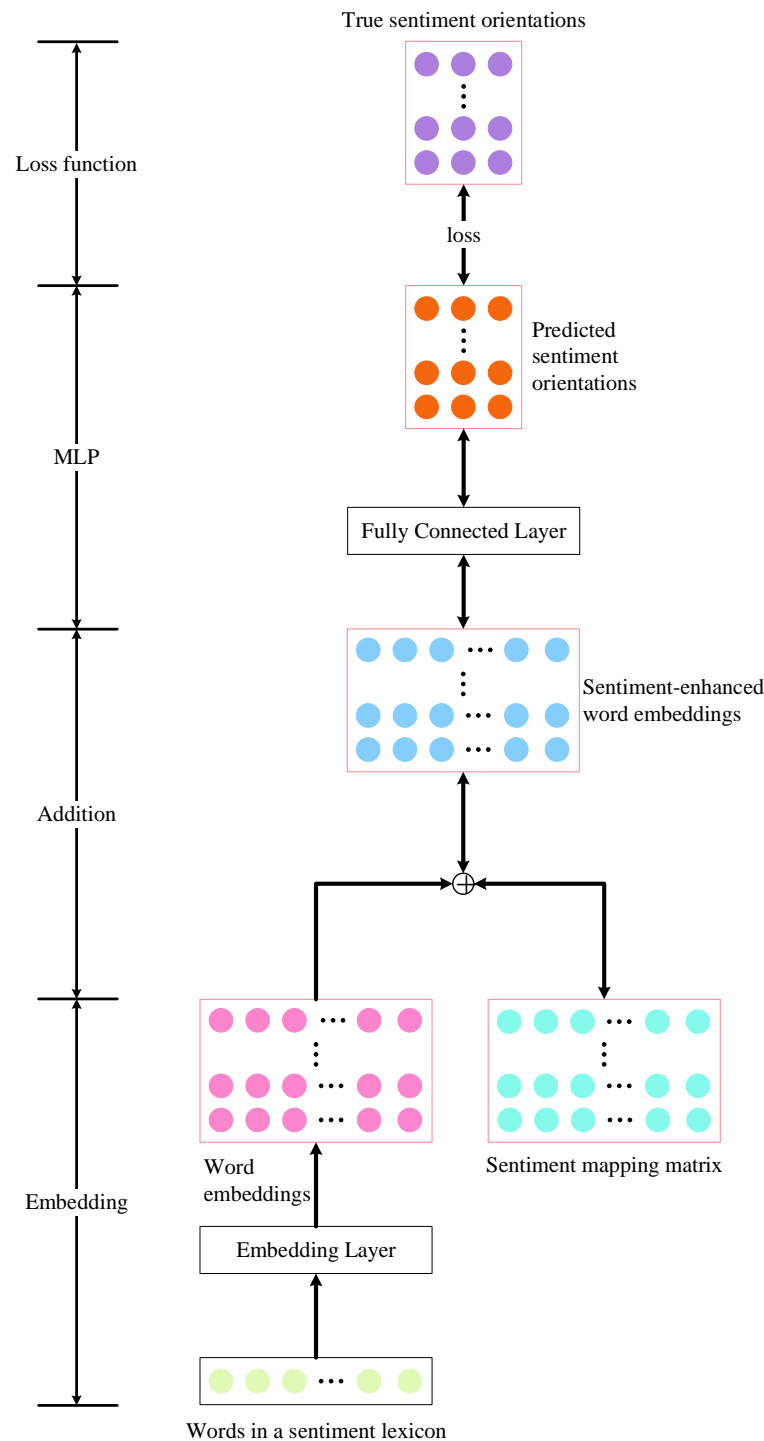 True sentiment orientations
Loss function
loss
Predicted
sentiment
orientations
MLP
Fully Connected Layer
Sentiment-enhanced
word embeddings
Addition
Word
embeddings
Sentiment mapping matrix
Embedding
Embedding Layer
Words in a sentiment lexicon